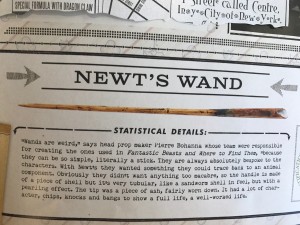 SPECIAL FORMULA WITH DRAGON CLAW
Street called Centre,
City of New York.
NEWT'S WAND
STATISTICAL DETAILS:
"Wands are weird," says head prop maker Pierre Bohanna whose team were responsible
for creating the ones used in Fantastic Beasts and Where to Find Them, "because
they can be so simple, literally a stick. They are always absolutely bespoke to the
characters. With Newt's they wanted something they could track back to an animal
component. Obviously they didn't want anything too macabre, so the handle is made
of a piece of shell but its very tubular, like a sandworm shell in feel, but with a
pearling effect. The tip was a piece of ash, fairly worn down. It had a lot of char-
acter, chips, knocks and bangs to show a full life, a well-worked life.